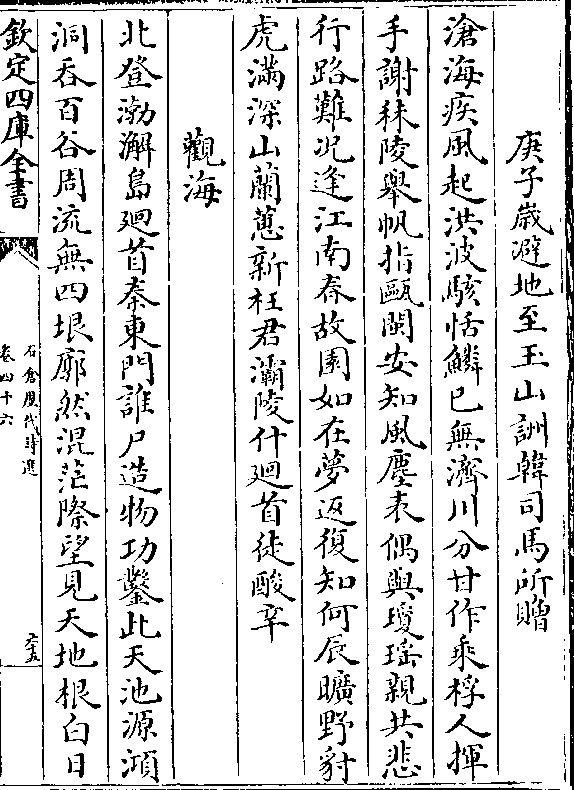 庚子歳避地至玉山詶韓司馬所贈
滄海疾風起洪波駭恬鱗已無濟川分甘作乘桴人揮
手謝秣陵舉帆指甌閩安知風塵表偶與瓊瑶親共悲
行路難况逢江南春故園如在夢返復知何辰曠野豺
虎滿深山蘭蕙新枉君灞陵什廻首徒酸辛
觀海
北登渤澥島廻首秦東門誰尸造物功鑿此天池源澒
洞吞百谷周流無四垠廓然混茫際望見天地根白日
欽定四庫全書
石倉歴代詩選
卷四十六
六五